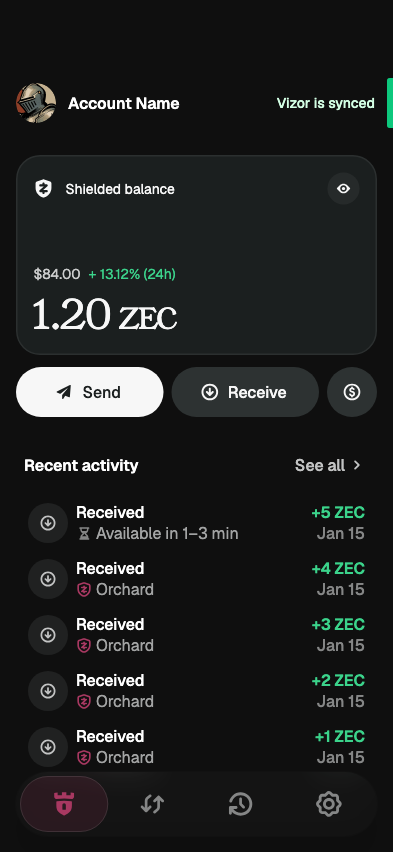 Account Name
Vizor is synced
Shielded balance
$84.00 + 13.12% (24h)
1.20 ZEC
Send
Receive
Recent activity
See all
Received
+5 ZEC
Available in 1–3 min
Jan 15
Received
+4 ZEC
Orchard
Jan 15
Received
+3 ZEC
Orchard
Jan 15
Received
+2 ZEC
Orchard
Jan 15
Received
+1 ZEC
Orchard
Jan 15